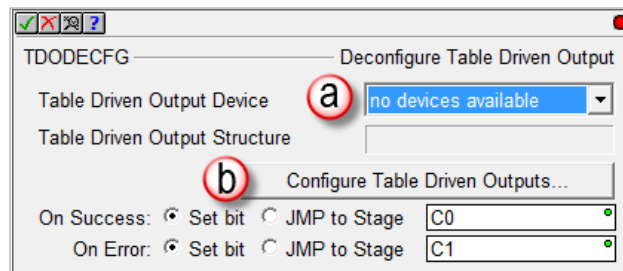 ?
TDODECFG Deconfigure Table Driven Output
Table Driven Output Device a no devices available
Table Driven Output Structure
b Configure Table Driven Outputs...
On Success: Set bit JMP to Stage C0
On Error: Set bit JMP to Stage C1